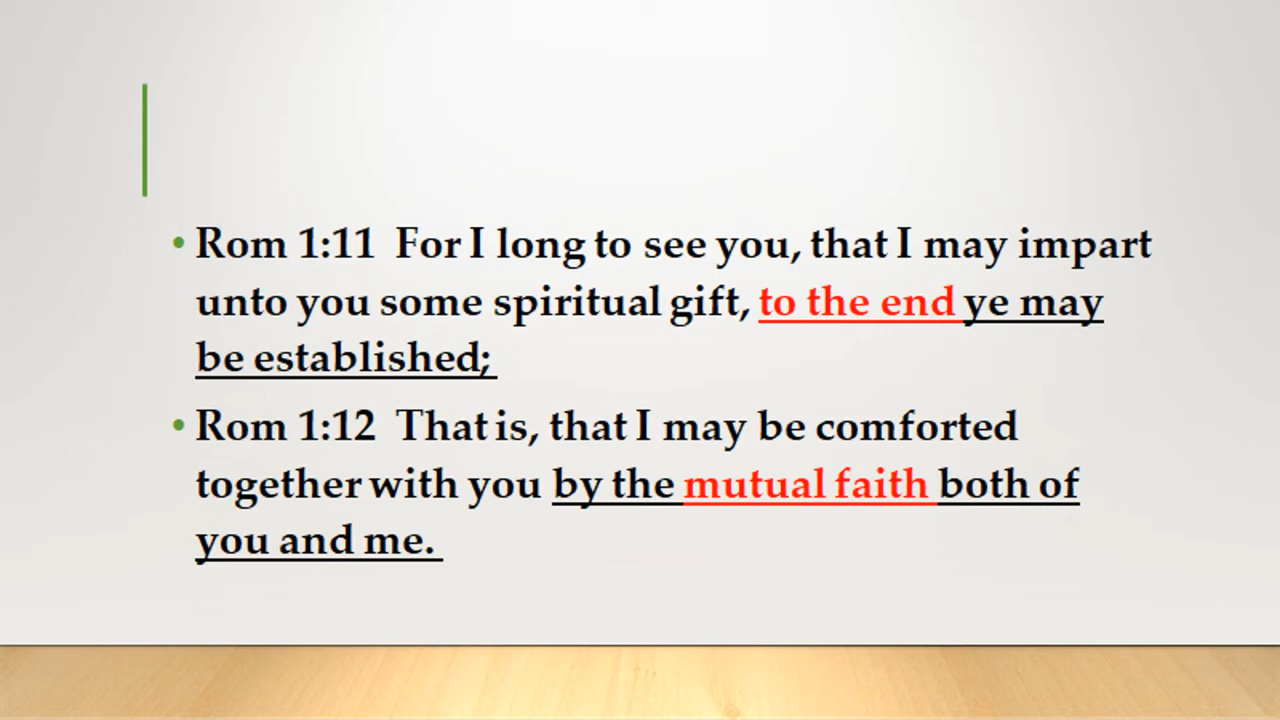 • Rom 1:11  For I long to see you, that I may impart
unto you some spiritual gift, to the end ye may
be established;
• Rom 1:12  That is, that I may be comforted
together with you by the mutual faith both of
you and me.